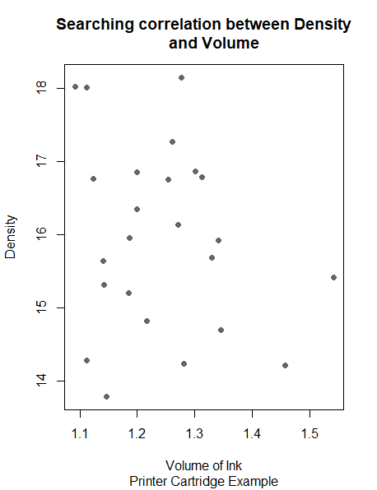 Searching correlation between Density
and Volume
18
17
16
15
14
Density
1.1 1.2 1.3 1.4 1.5
Volume of Ink
Printer Cartridge Example